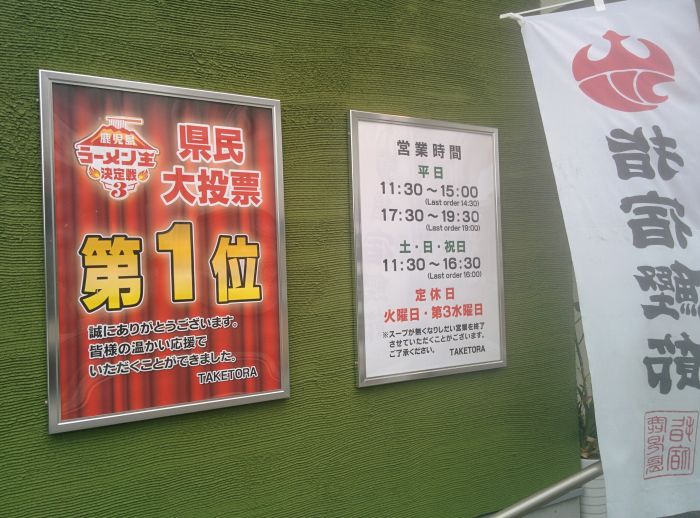 鹿児島
ラーメン王
決定戦
3
県民
大投票
第1位
誠にありがとうございます。
皆様の温かい応援で
いただくことができました。
TAKETORA
営業時間
平日
11:30～15:00
(Last order 14:30)
17:30～19:30
(Last order 19:00)
土・日・祝日
11:30～16:30
(Last order 16:00)
定休日
火曜日・第3水曜日
※スープが無くなりしだい営業を終了
させていただくことがございます。
ご了承ください。
TAKETORA
指宿鰹節